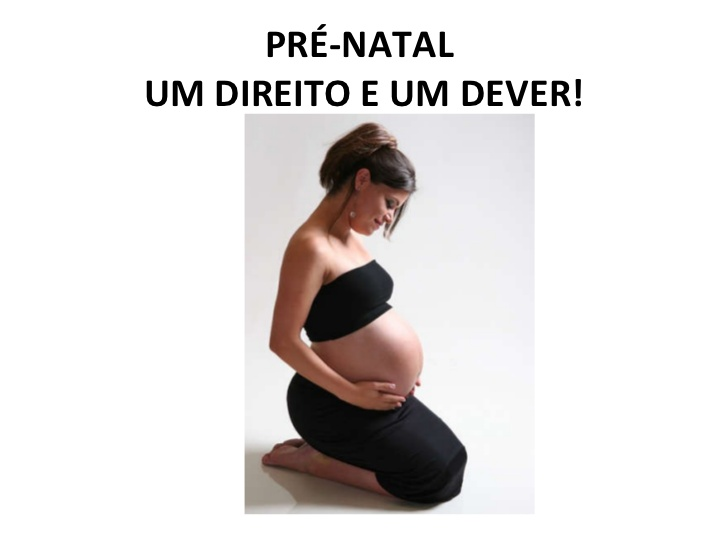 PRÉ-NATAL
UM DIREITO E UM DEVER!